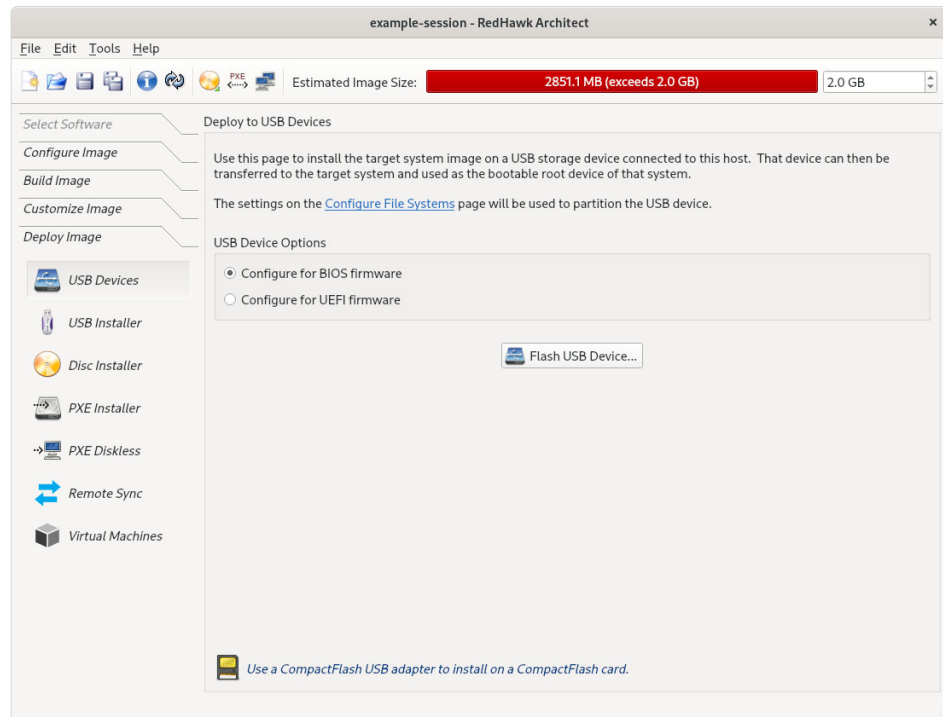 example-session - RedHawk Architect
File Edit Tools Help
PXE
Estimated Image Size:
2851.1 MB (exceeds 2.0 GB)
2.0 GB
Select Software
Configure Image
Build Image
Customize Image
Deploy Image
USB Devices
USB Installer
Disc Installer
PXE Installer
PXE Diskless
Remote Sync
Virtual Machines
Deploy to USB Devices
Use this page to install the target system image on a USB storage device connected to this host. That device can then be
transferred to the target system and used as the bootable root device of that system.
The settings on the Configure File Systems page will be used to partition the USB device.
USB Device Options
Configure for BIOS firmware
Configure for UEFI firmware
Flash USB Device...
Use a CompactFlash USB adapter to install on a CompactFlash card.